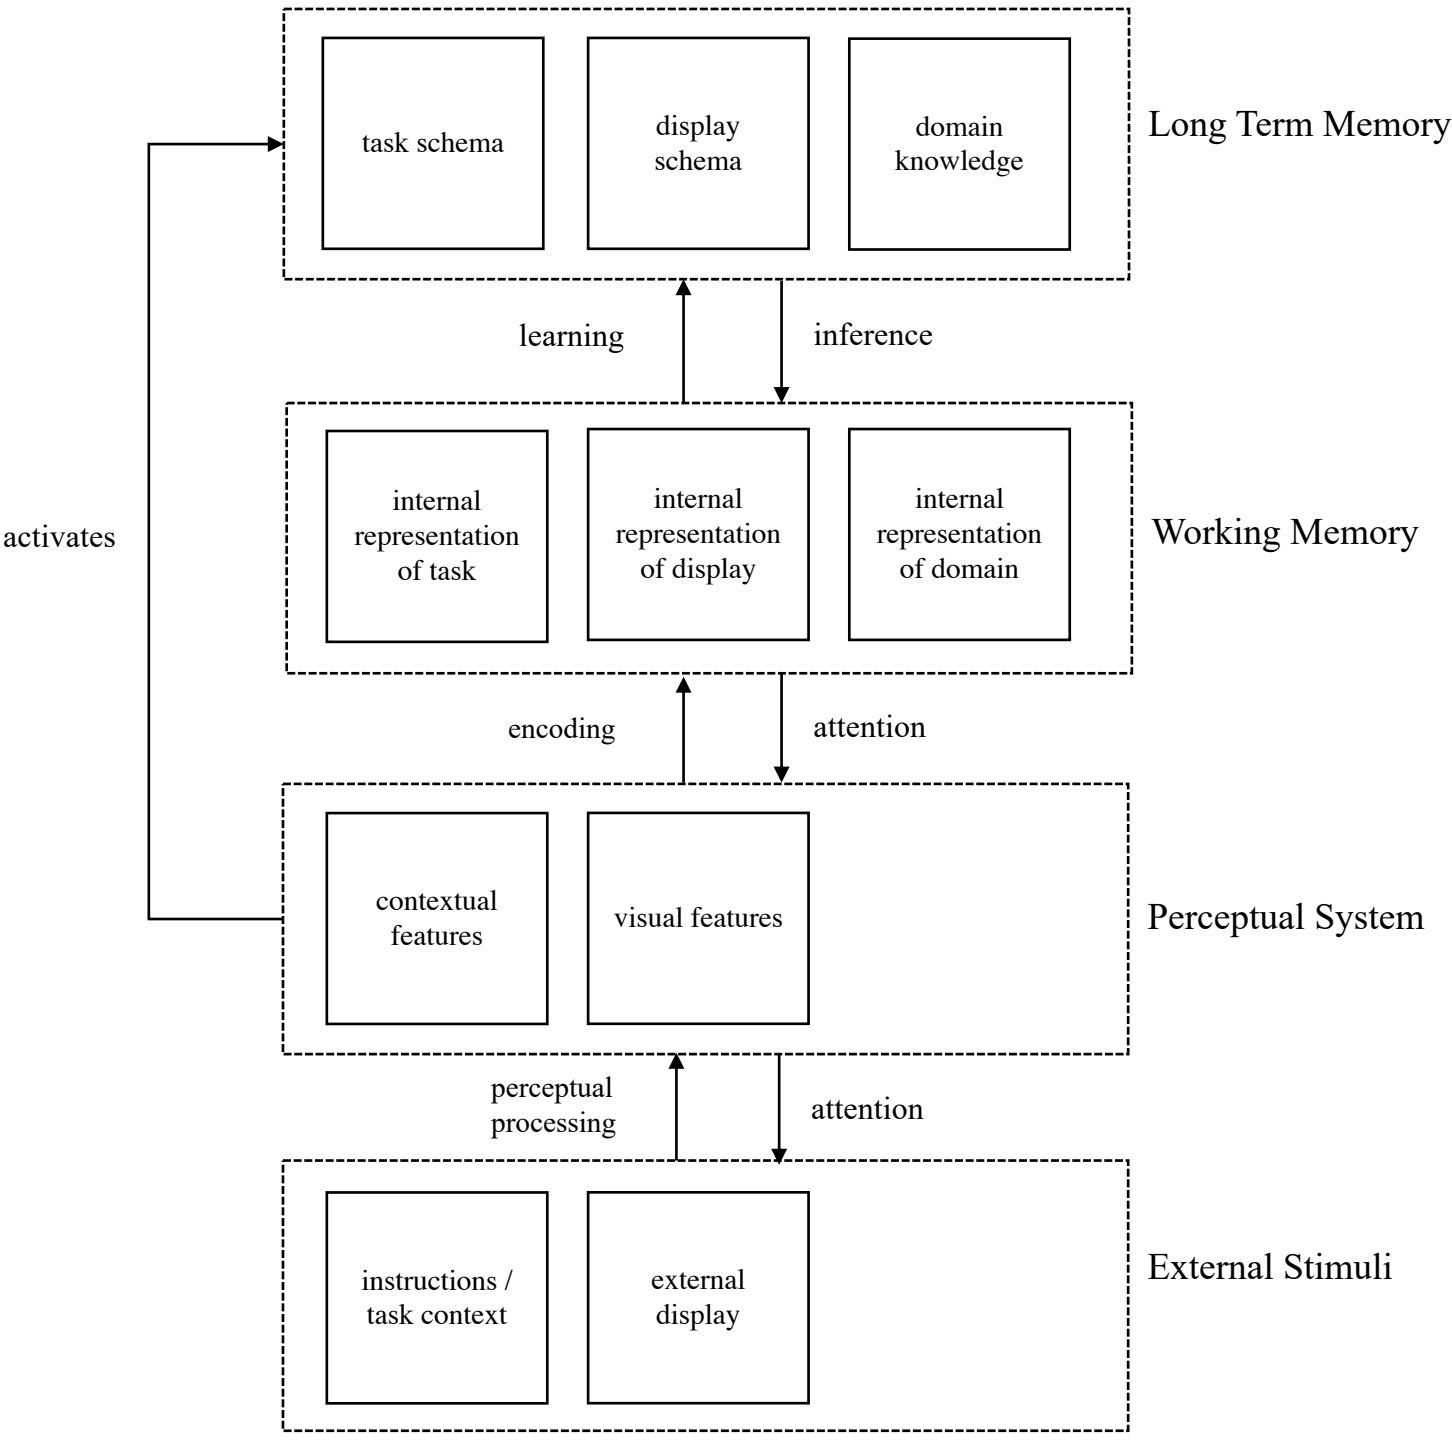 task schema
display
schema
domain
knowledge
Long Term Memory
learning
inference
internal
representation
of task
internal
representation
of display
internal
representation
of domain
Working Memory
activates
encoding
attention
contextual
features
visual features
Perceptual System
perceptual
processing
attention
instructions /
task context
external
display
External Stimuli